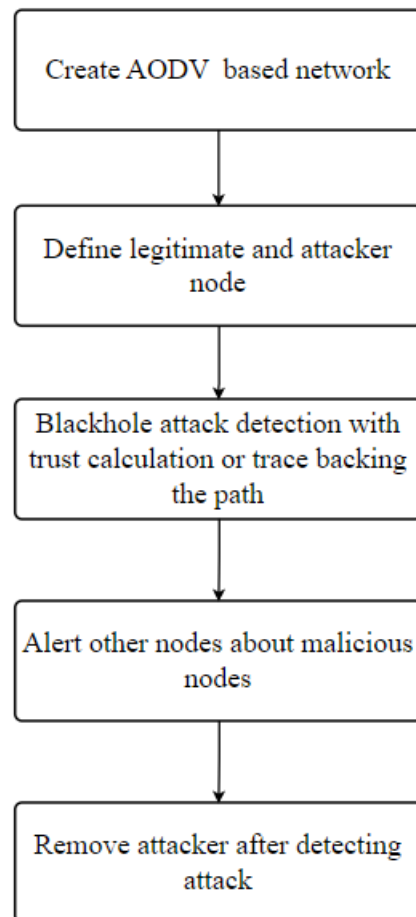 Create AODV based network
Define legitimate and attacker
node
Blackhole attack detection with
trust calculation or trace backing
the path
Alert other nodes about malicious
nodes
Remove attacker after detecting
attack